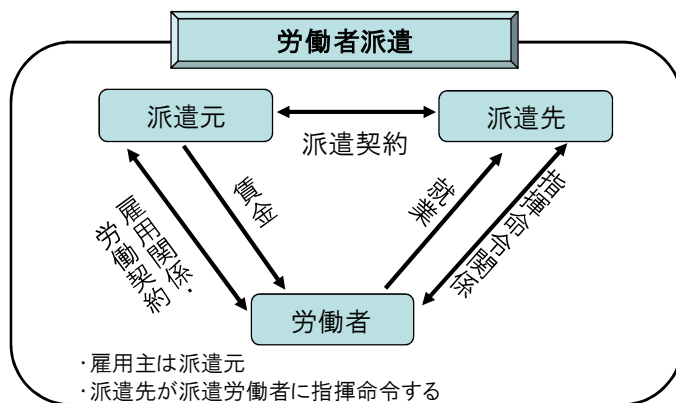 労働者派遣
派遣元
派遣先
派遣契約
雇用関係・
労働契約
賃金
就業
指揮命令関係
労働者
・雇用主は派遣元
・派遣先が派遣労働者に指揮命令する